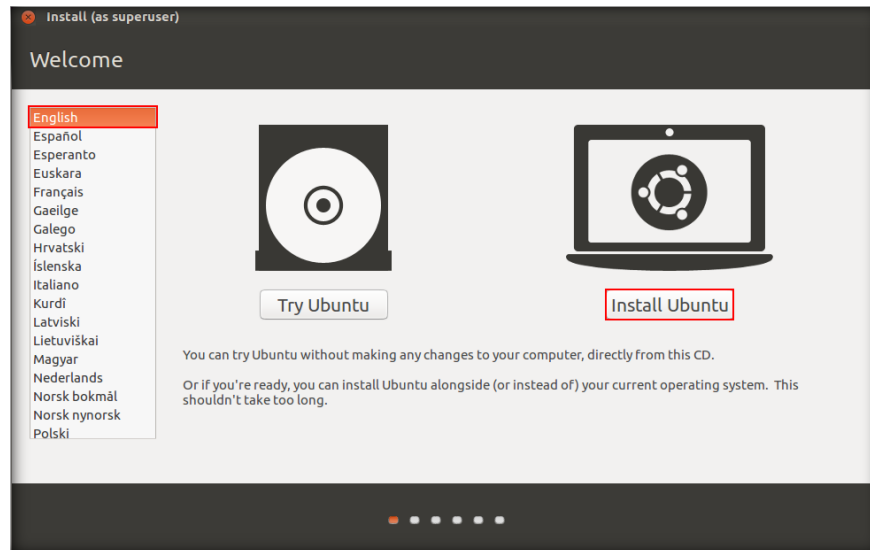 Install (as superuser)
Welcome
English
Español
Esperanto
Euskara
Français
Gaeilge
Galego
Hrvatski
Íslenska
Italiano
Kurdî
Latviski
Lietuviškai
Magyar
Nederlands
Norsk bokmål
Norsk nynorsk
Polski
Try Ubuntu
Install Ubuntu
You can try Ubuntu without making any changes to your computer, directly from this CD.
Or if you're ready, you can install Ubuntu alongside (or instead of) your current operating system. This
shouldn't take too long.